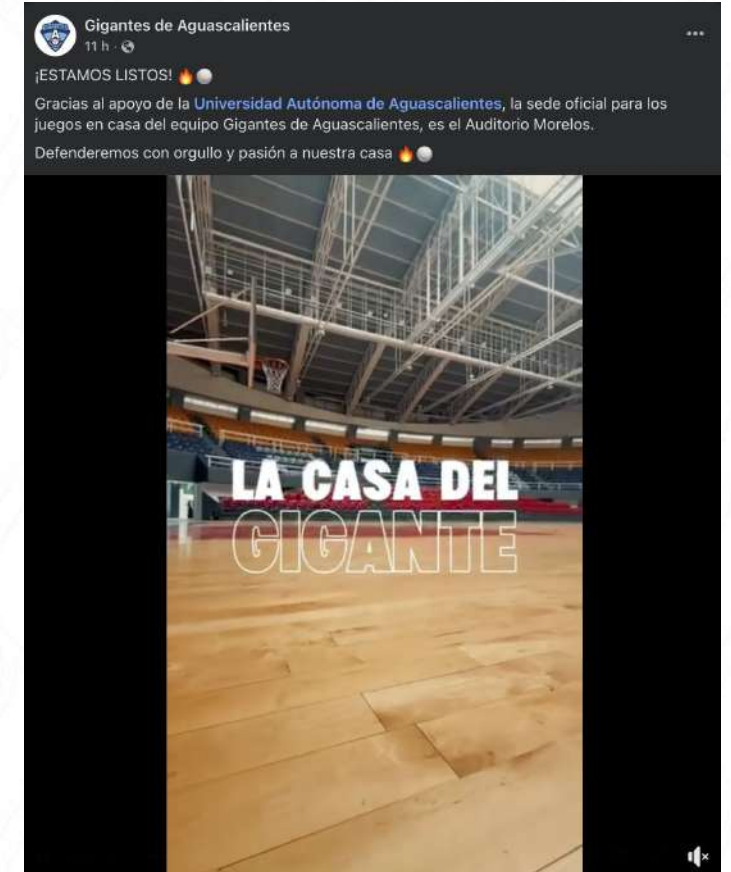 Gigantes de Aguascalientes
11 h ·
¡ESTAMOS LISTOS! 🔥🏐
Gracias al apoyo de la Universidad Autónoma de Aguascalientes, la sede oficial para los
juegos en casa del equipo Gigantes de Aguascalientes, es el Auditorio Morelos.
Defenderemos con orgullo y pasión a nuestra casa 🔥🏐
LA CASA DEL
GIGANTE